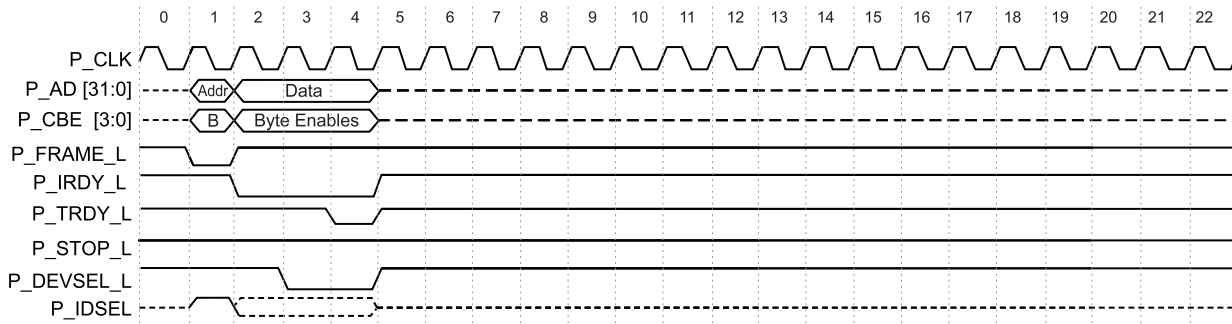 0 1 2 3 4 5 6 7 8 9 10 11 12 13 14 15 16 17 18 19 20 21 22
P_CLK
P_AD [31:0] Addr Data
P_CBE [3:0] B Byte Enables
P_FRAME_L
P_IRDY_L
P_TRDY_L
P_STOP_L
P_DEVSEL_L
P_IDSEL